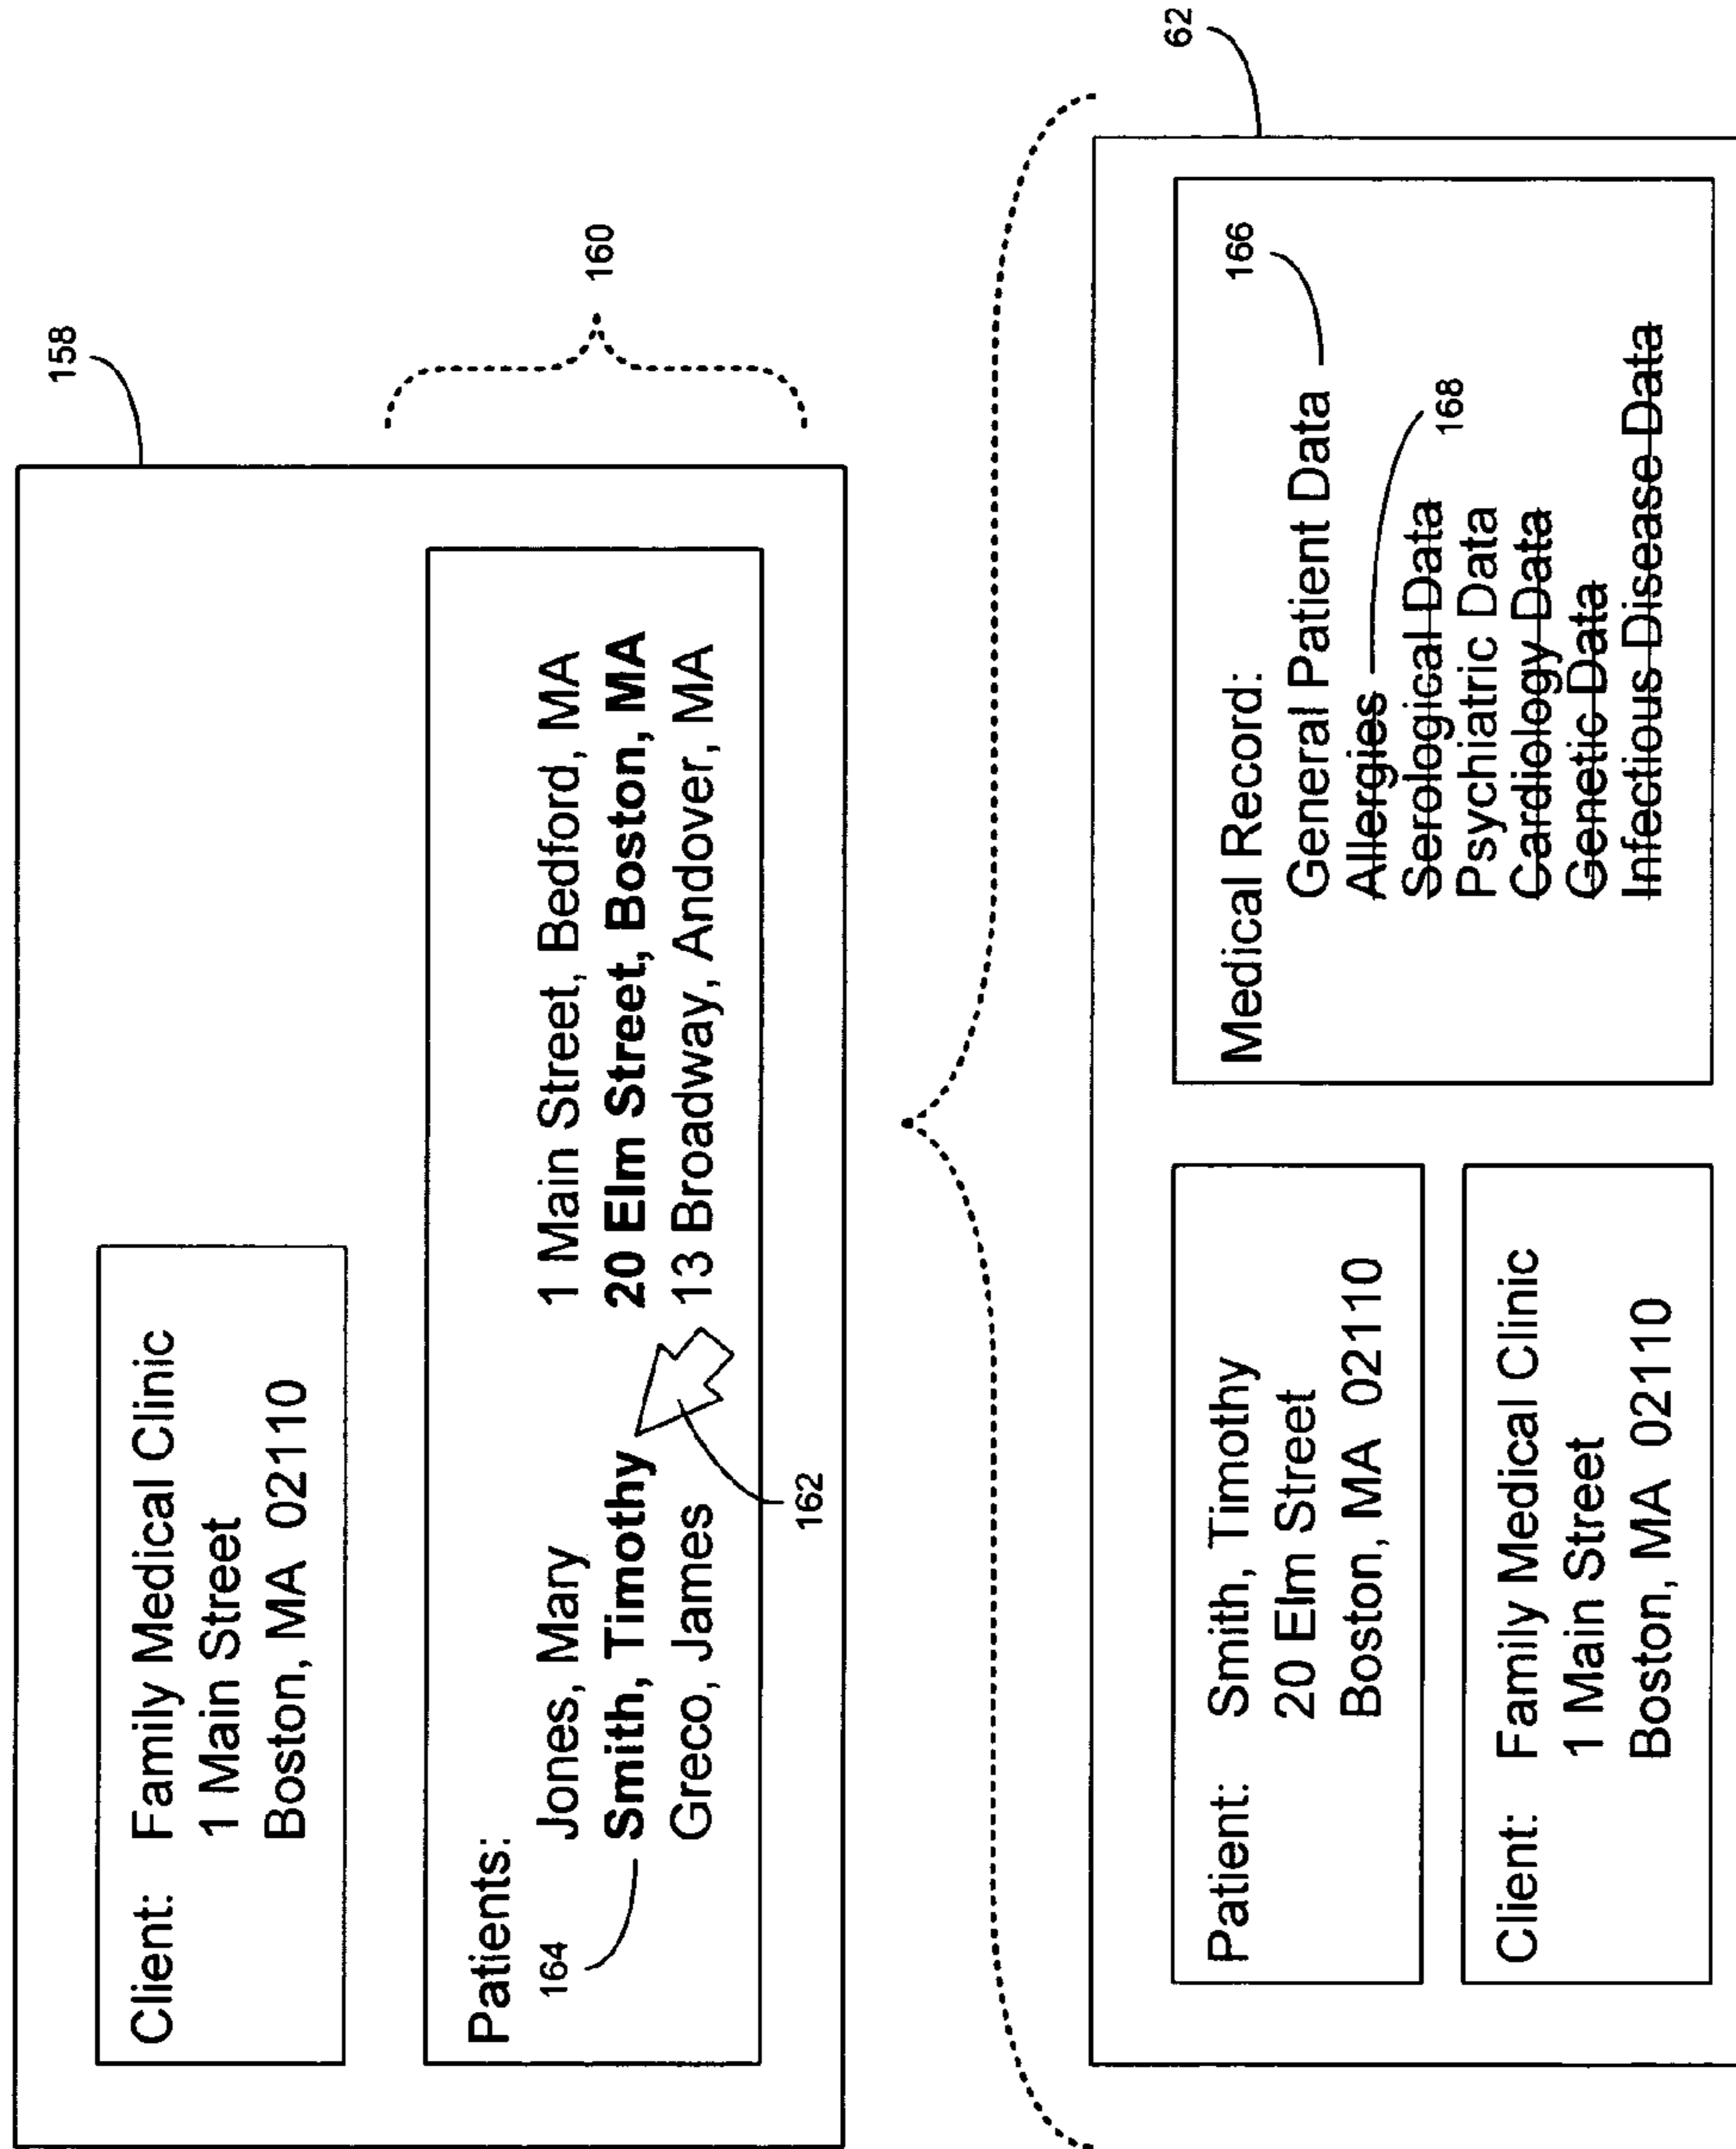 158
Client: Family Medical Clinic
1 Main Street
Boston, MA 02110
160
Patients:
164
Jones, Mary 1 Main Street, Bedford, MA
Smith, Timothy 20 Elm Street, Boston, MA
Greco, James 13 Broadway, Andover, MA
162
62
Patient: Smith, Timothy
20 Elm Street
Boston, MA 02110
Client: Family Medical Clinic
1 Main Street
Boston, MA 02110
Medical Record:
166
General Patient Data
Allergies
168
Serological Data
Psychiatric Data
Cardiology Data
Genetic Data
Infectious Disease Data